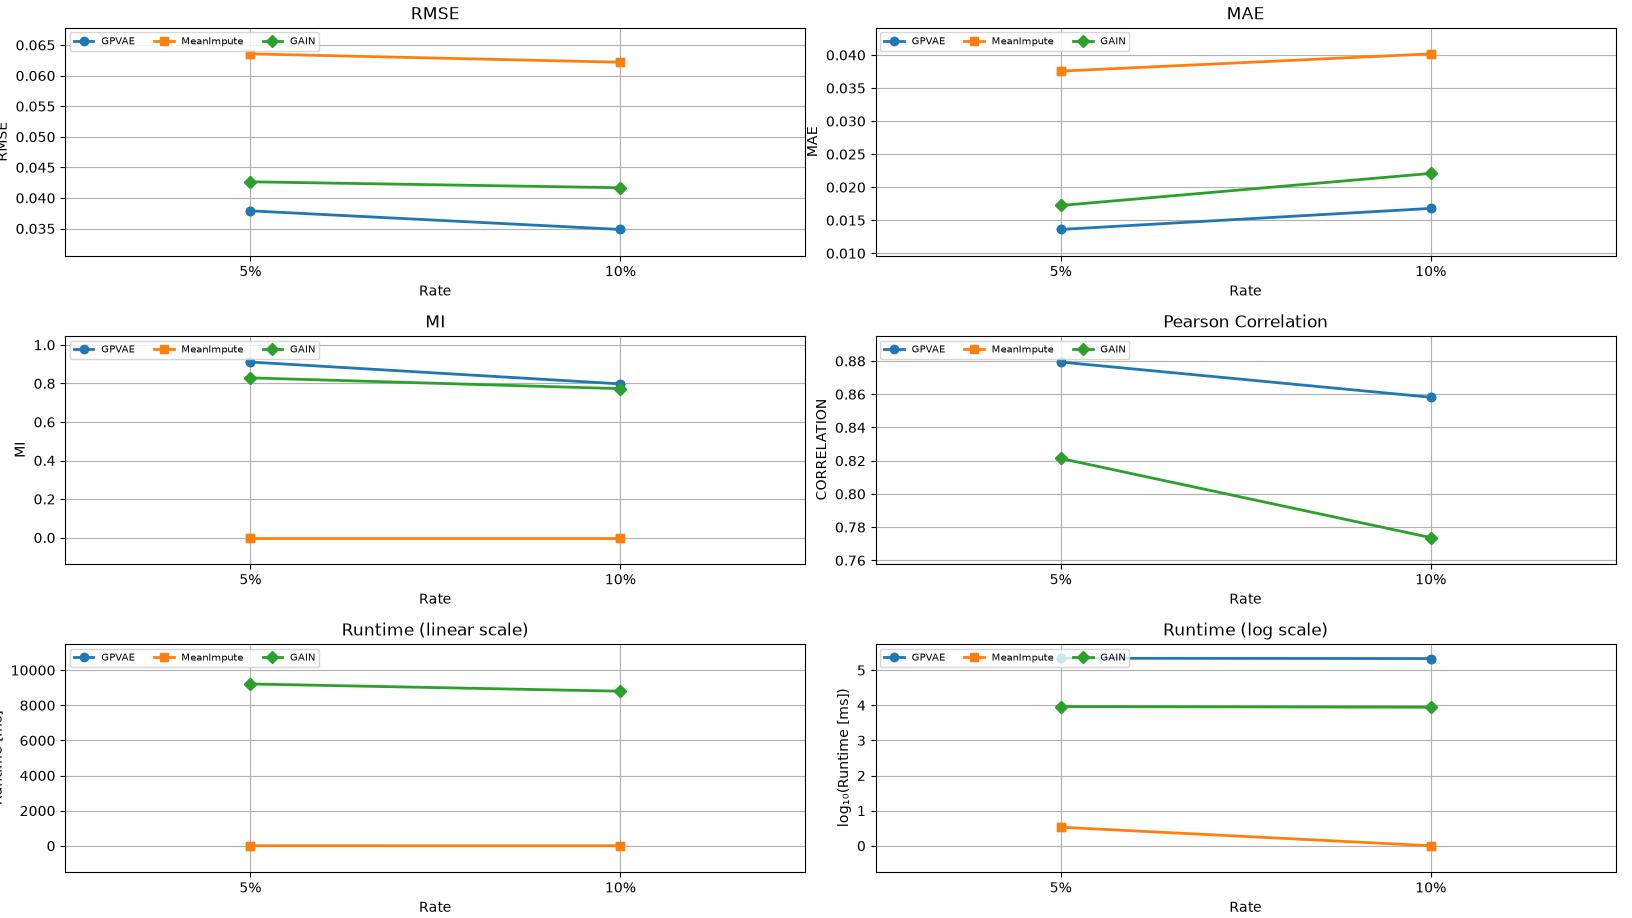 RMSE
GPVAE MeanImpute GAIN
0.065
0.060
0.055
0.050
0.045
0.040
0.035
RMSE
5% 10%
Rate
MAE
GPVAE MeanImpute GAIN
0.040
0.035
0.030
0.025
0.020
0.015
0.010
MAE
5% 10%
Rate
MI
GPVAE MeanImpute GAIN
1.0
0.8
0.6
0.4
0.2
0.0
MI
5% 10%
Rate
Pearson Correlation
GPVAE MeanImpute GAIN
0.88
0.86
0.84
0.82
0.80
0.78
0.76
CORRELATION
5% 10%
Rate
Runtime (linear scale)
GPVAE MeanImpute GAIN
10000
8000
6000
4000
2000
0
5% 10%
Rate
Runtime (log scale)
GPVAE MeanImpute GAIN
5
4
3
2
1
0
log₁₀(Runtime [ms])
5% 10%
Rate